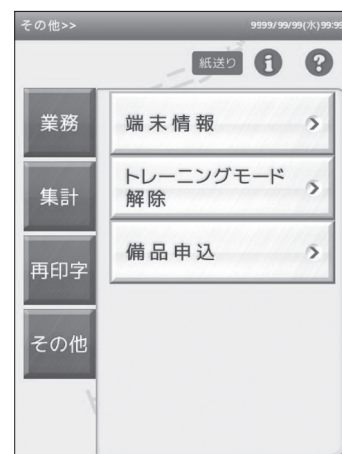 その他>>
9999/99/99(水)99:99
紙送り
i
?
業務
端末情報
集計
トレーニングモード
解除
再印字
備品申込
その他